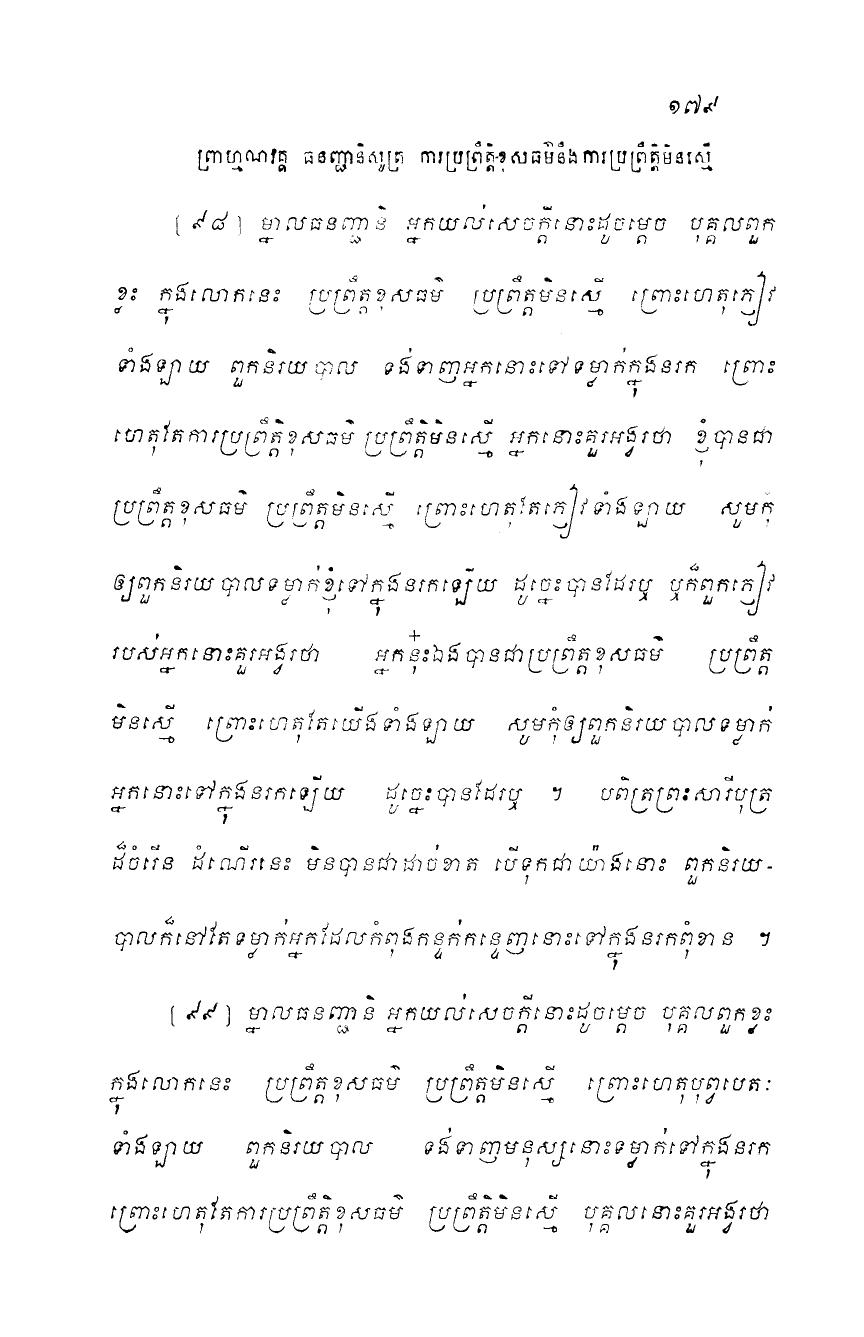 ១៧៩
ព្រាហ្មណវគ្គ ធនញ្ជានិសូត្រ ការប្រព្រឹត្តិខុសធម៌នឹងការប្រព្រឹត្តិមិនស្មើ
[៩៨] ម្នាលធនញ្ជានិ អ្នកយល់សេចក្តីនោះដូចម្តេច បុគ្គលពួក
ខ្លះ ក្នុងលោកនេះ ប្រព្រឹត្តខុសធម៌ ប្រព្រឹត្តមិនស្មើ ព្រោះហេតុភ្ញៀវ
ទាំងឡាយ ពួកនិរយបាល ទង់ទាញអ្នកនោះទៅទម្លាក់ក្នុងនរក ព្រោះ
ហេតុតែការប្រព្រឹត្តិខុសធម៌ ប្រព្រឹត្តិមិនស្មើ អ្នកនោះគួរអង្វរថា ខ្ញុំបានជា
ប្រព្រឹត្តខុសធម៌ ប្រព្រឹត្តមិនស្មើ ព្រោះហេតុតែភ្ញៀវទាំងឡាយ សូមកុំ
ឲ្យពួកនិរយបាលទម្លាក់ខ្ញុំទៅក្នុងនរកឡើយ ដូច្នេះបានដែរឬ ឬក៏ពួកភ្ញៀវ
របស់អ្នកនោះគួរអង្វរថា អ្នកនុ៎ះឯងបានជាប្រព្រឹត្តខុសធម៌ ប្រព្រឹត្ត
មិនស្មើ ព្រោះហេតុតែយើងទាំងឡាយ សូមកុំឲ្យពួកនិរយបាលទម្លាក់
អ្នកនោះទៅក្នុងនរកឡើយ ដូច្នេះបានដែរឬ ។ បពិត្រព្រះសារីបុត្រ
ដ៏ចំរើន ដំណើរនេះ មិនបានជាដាច់ខាត បើទុកជាយ៉ាងនោះ ពួកនិរយ-
បាលក៏នៅតែទម្លាក់អ្នកដែលកំពុងកន្ទក់កន្ទេញនោះទៅក្នុងនរកពុំខាន ។
[៩៩] ម្នាលធនញ្ជានិ អ្នកយល់សេចក្តីនោះដូចម្តេច បុគ្គលពួកខ្លះ
ក្នុងលោកនេះ ប្រព្រឹត្តខុសធម៌ ប្រព្រឹត្តមិនស្មើ ព្រោះហេតុបុព្វបេតៈ
ទាំងឡាយ ពួកនិរយបាល ទង់ទាញមនុស្សនោះទម្លាក់ទៅក្នុងនរក
ព្រោះហេតុតែការប្រព្រឹត្តិខុសធម៌ ប្រព្រឹត្តិមិនស្មើ បុគ្គលនោះគួរអង្វរថា